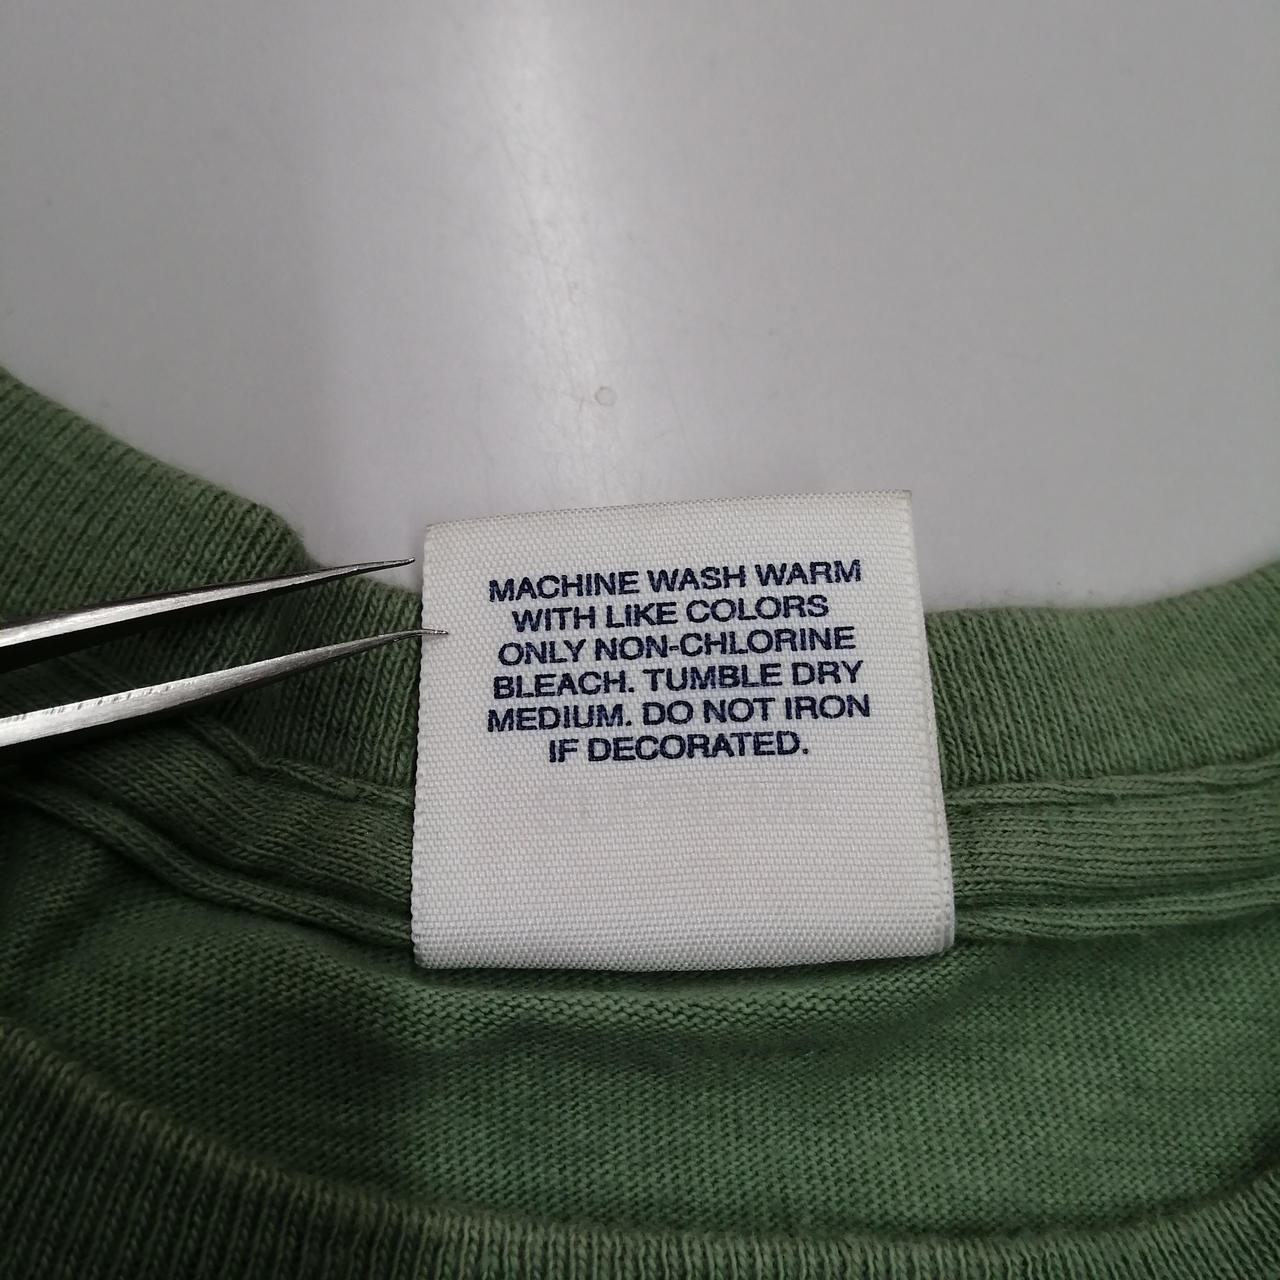 MACHINE WASH WARM
WITH LIKE COLORS
ONLY NON-CHLORINE
BLEACH. TUMBLE DRY
MEDIUM. DO NOT IRON
IF DECORATED.